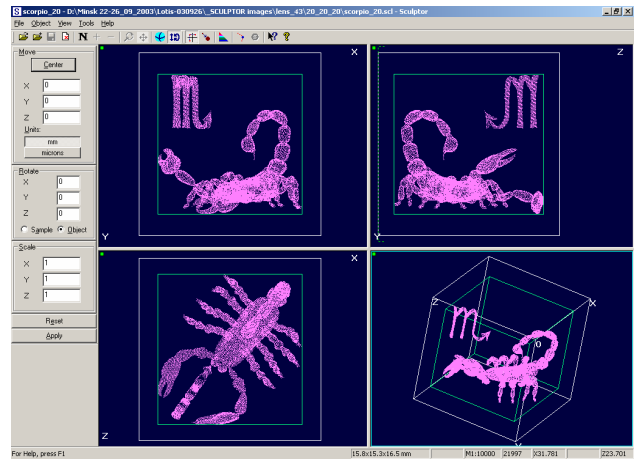 scorpio_20 - D:\Minsk 22-26_09_2003\Lotis-030926\_SCULPTOR images\lens_43\20_20_20\scorpio_20.scl - Sculptor
File Object View Tools Help
N
Move
Center
X 0
Y 0
Z 0
Units:
mm
microns
Rotate
X 0
Y 0
Z 0
Sample Object
Scale
X 1
Y 1
Z 1
Reset
Apply
X
Y
Z
Y
Z
Z
X
0
Y
For Help, press F1
15.8x15.3x16.5 mm
M1:10000
21997
X31.781
Z23.701